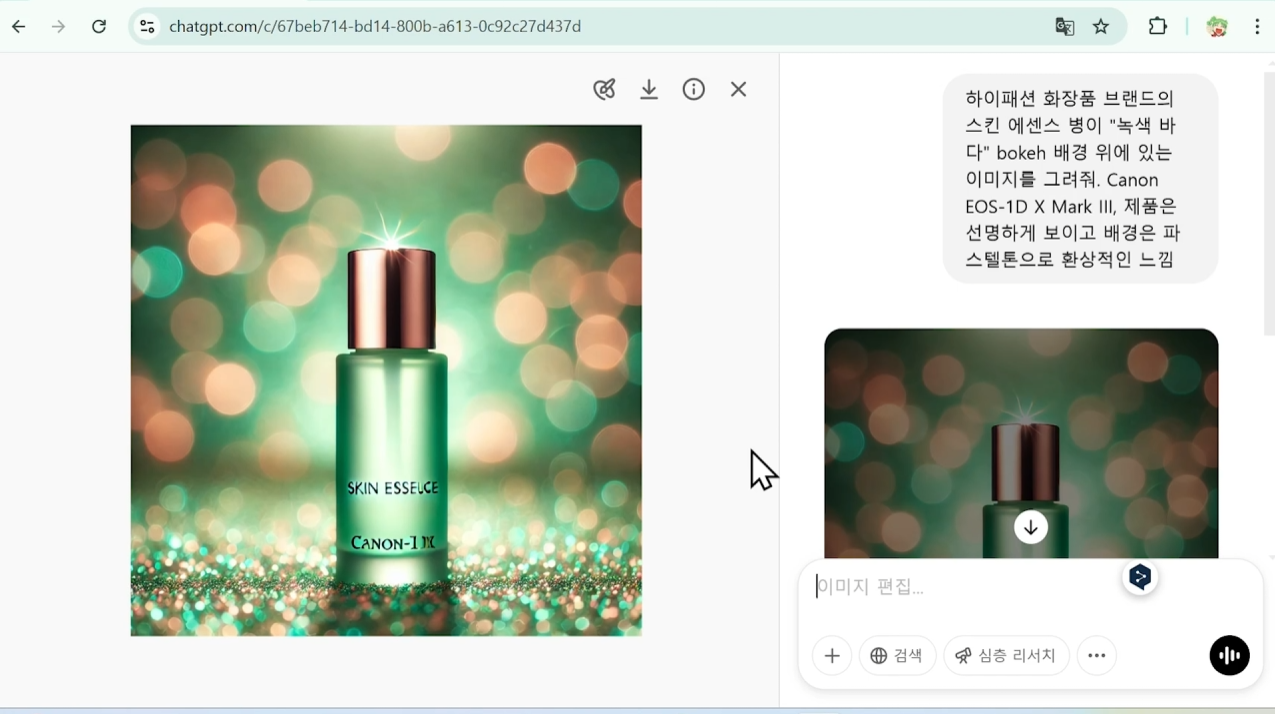 chatgpt.com/c/67beb714-bd14-800b-a613-0c92c27d437d
하이패션 화장품 브랜드의
스킨 에센스 병이 "녹색 바
다" bokeh 배경 위에 있는
이미지를 그려줘. Canon
EOS-1D X Mark III, 제품은
선명하게 보이고 배경은 파
스텔톤으로 환상적인 느낌
SKIN ESSEUCE
CANON-1
이미지 편집...
검색
심층 리서치